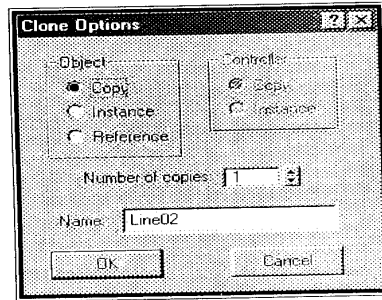 Clone Options
Object
Controller
Copy
Copy
Instance
Instance
Reference
Number of copies: 1
Name: Line02
OK
Cancel